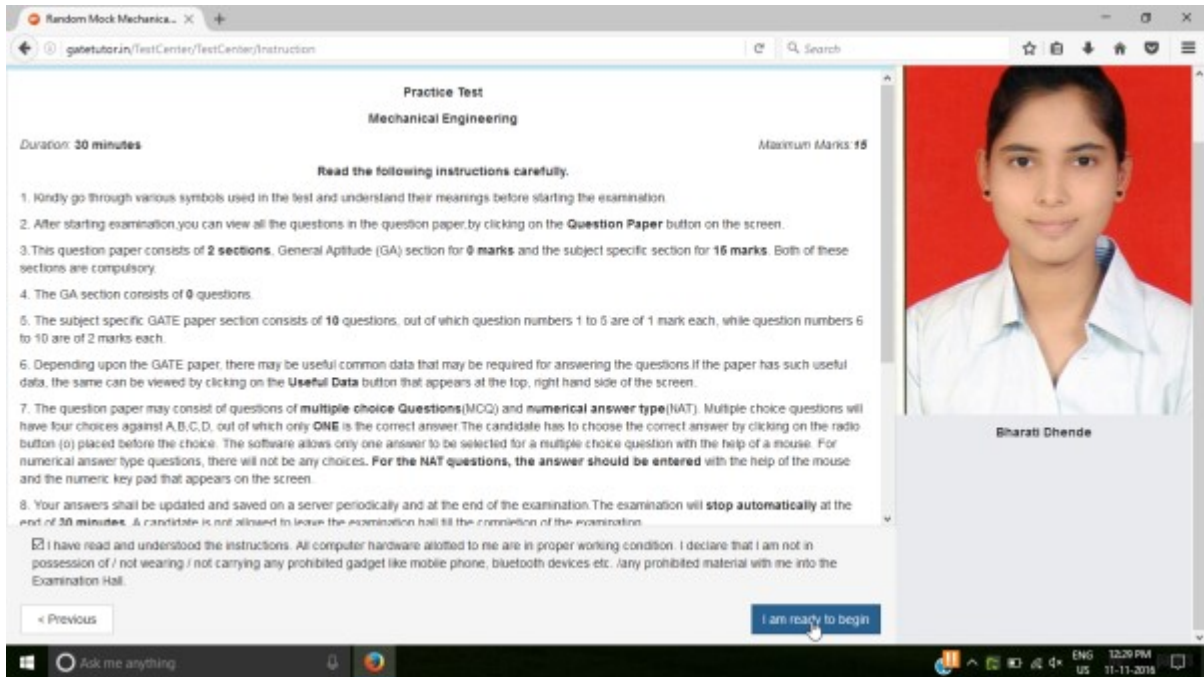 Random Mock Mechanica...
gatetutor.in/TestCenter/TestCenter/Instruction
Search
Practice Test
Mechanical Engineering
Duration: 30 minutes
Maximum Marks:15
Read the following instructions carefully.
1. Kindly go through various symbols used in the test and understand their meanings before starting the examination.
2. After starting examination,you can view all the questions in the question paper,by clicking on the Question Paper button on the screen.
3.This question paper consists of 2 sections, General Aptitude (GA) section for 0 marks and the subject specific section for 15 marks. Both of these
sections are compulsory.
4. The GA section consists of 0 questions.
5. The subject specific GATE paper section consists of 10 questions, out of which question numbers 1 to 5 are of 1 mark each, while question numbers 6
to 10 are of 2 marks each.
6. Depending upon the GATE paper, there may be useful common data that may be required for answering the questions.If the paper has such useful
data, the same can be viewed by clicking on the Useful Data button that appears at the top, right hand side of the screen.
7. The question paper may consist of questions of multiple choice Questions(MCQ) and numerical answer type(NAT). Multiple choice questions will
have four choices against A,B,C,D, out of which only ONE is the correct answer.The candidate has to choose the correct answer by clicking on the radio
button (o) placed before the choice. The software allows only one answer to be selected for a multiple choice question with the help of a mouse. For
numerical answer type questions, there will not be any choices. For the NAT questions, the answer should be entered with the help of the mouse
and the numeric key pad that appears on the screen.
8. Your answers shall be updated and saved on a server periodically and at the end of the examination.The examination will stop automatically at the
end of 30 minutes. A candidate is not allowed to leave the examination hall till the completion of the examination.
I have read and understood the instructions. All computer hardware allotted to me are in proper working condition. I declare that I am not in
possession of / not wearing / not carrying any prohibited gadget like mobile phone, bluetooth devices etc. /any prohibited material with me into the
Examination Hall.
< Previous
I am ready to begin
Bharati Dhende
Ask me anything
ENG
US
12:29 PM
11-11-2016